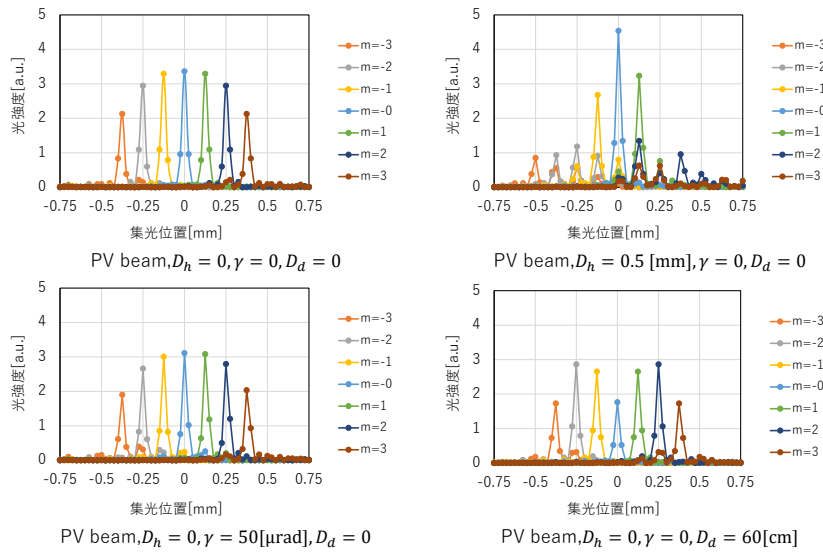 5
4
3
2
1
0
光強度[a.u.]
-0.75 -0.5 -0.25 0 0.25 0.5 0.75
集光位置[mm]
m=-3
m=-2
m=-1
m=-0
m=1
m=2
m=3
PV beam,D_h = 0, γ = 0, D_d = 0
5
4
3
2
1
0
光強度[a.u.]
-0.75 -0.5 -0.25 0 0.25 0.5 0.75
集光位置[mm]
m=-3
m=-2
m=-1
m=-0
m=1
m=2
m=3
PV beam,D_h = 0.5 [mm], γ = 0, D_d = 0
5
4
3
2
1
0
光強度[a.u.]
-0.75 -0.5 -0.25 0 0.25 0.5 0.75
集光位置[mm]
m=-3
m=-2
m=-1
m=-0
m=1
m=2
m=3
PV beam,D_h = 0, γ = 50[μrad], D_d = 0
5
4
3
2
1
0
光強度[a.u.]
-0.75 -0.5 -0.25 0 0.25 0.5 0.75
集光位置[mm]
m=-3
m=-2
m=-1
m=-0
m=1
m=2
m=3
PV beam,D_h = 0, γ = 0, D_d = 60[cm]